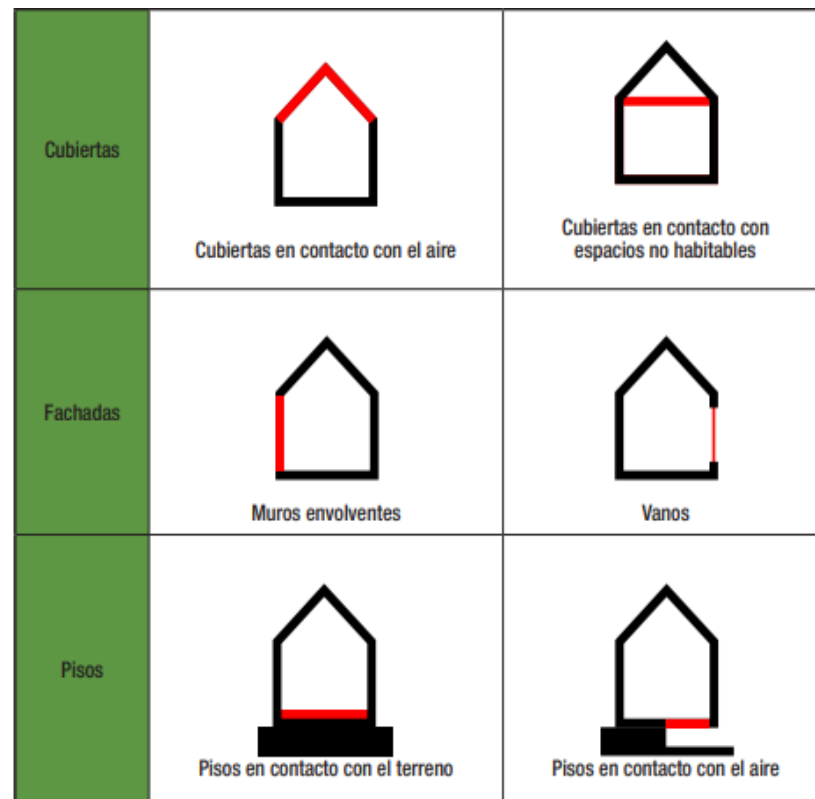 Cubiertas
Cubiertas en contacto con el aire
Cubiertas en contacto con
espacios no habitables
Fachadas
Muros envolventes
Vanos
Pisos
Pisos en contacto con el terreno
Pisos en contacto con el aire